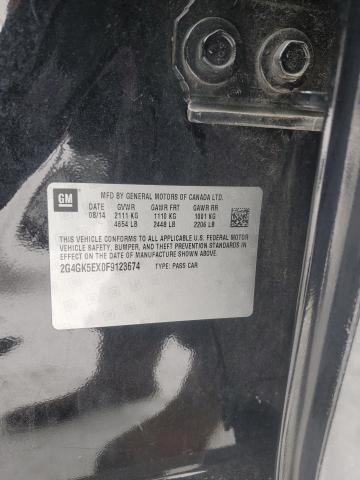 GM
MFD BY GENERAL MOTORS OF CANADA LTD.
DATE GVWR GAWR FRT GAWR RR
08/14 2111 KG 1110 KG 1001 KG
4654 LB 2448 LB 2206 LB
THIS VEHICLE CONFORMS TO ALL APPLICABLE U.S. FEDERAL MOTOR
VEHICLE SAFETY, BUMPER, AND THEFT PREVENTION STANDARDS
IN EFFECT ON THE DATE OF MANUFACTURE SHOWN ABOVE.
2G4GK5EX0F9123674 TYPE: PASS CAR